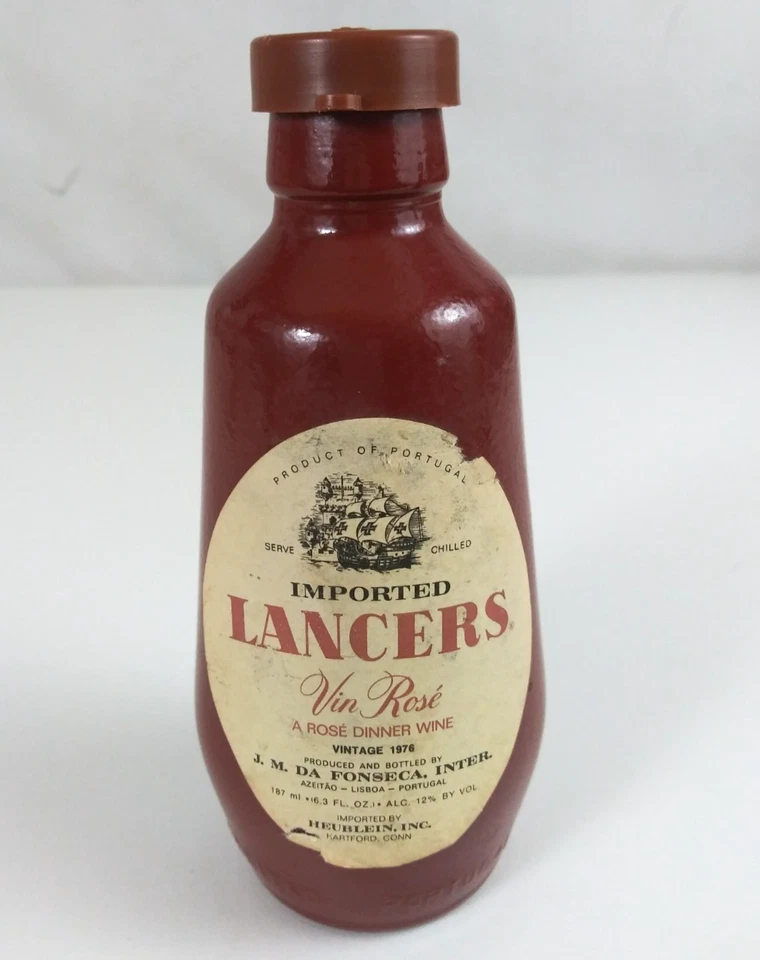 PRODUCT OF PORTUGAL
SERVE CHILLED
IMPORTED
LANCERS
Vin Rosé
A ROSÉ DINNER WINE
VINTAGE 1976
PRODUCED AND BOTTLED BY
J. M. DA FONSECA, INTER.
AZEITÃO – LISBOA – PORTUGAL
187 ml • (6.3 FL. OZ.) • ALC. 12% BY VOL
IMPORTED BY
HEUBLEIN, INC.
HARTFORD, CONN